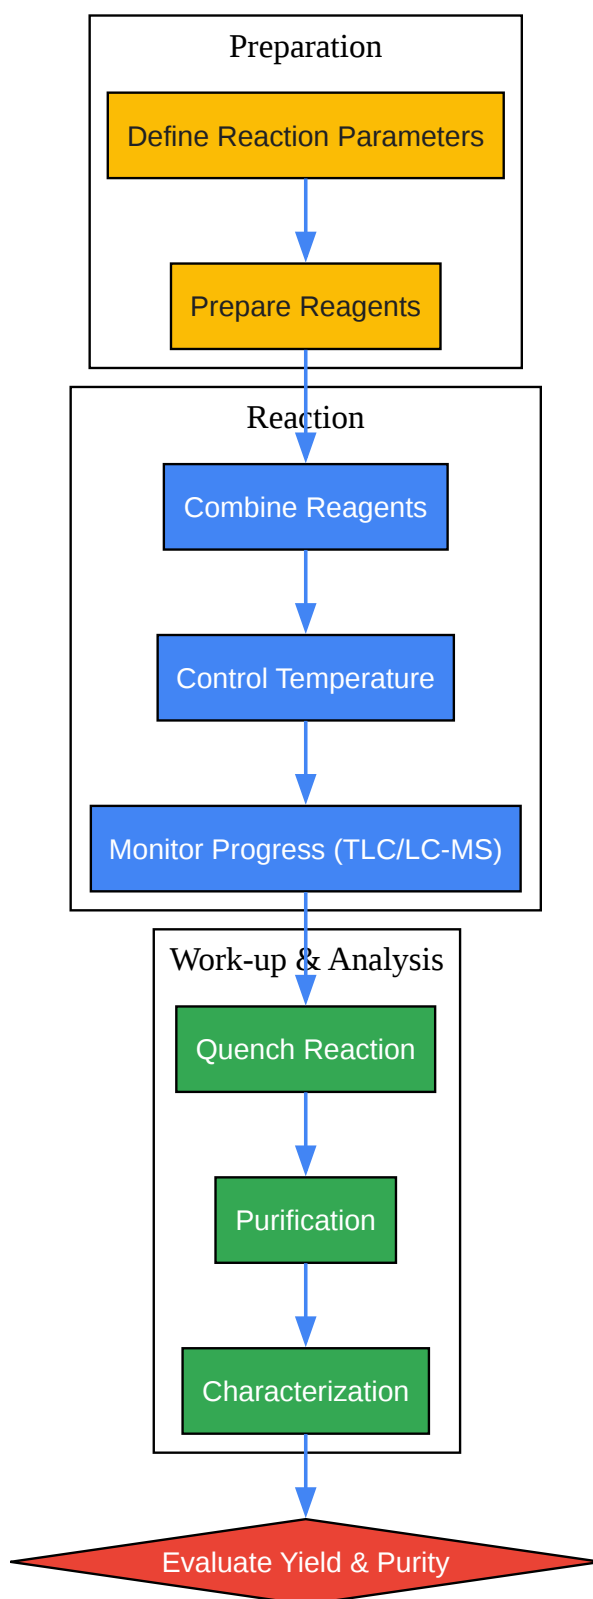 Preparation
Define Reaction Parameters
Prepare Reagents
Reaction
Combine Reagents
Control Temperature
Monitor Progress (TLC/LC-MS)
Work-up & Analysis
Quench Reaction
Purification
Characterization
Evaluate Yield & Purity